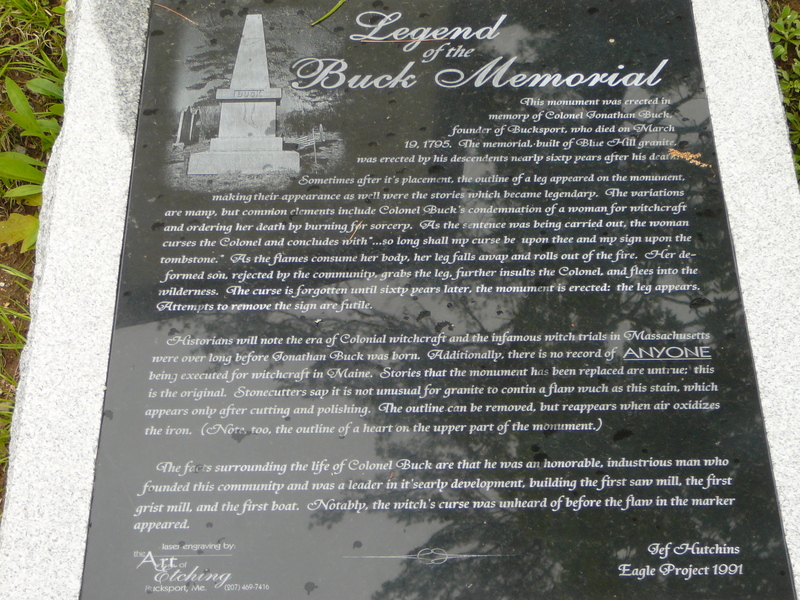 Legend
of the
Buck Memorial
BUCK
This monument was erected in
memory of Colonel Jonathan Buck,
founder of Bucksport, who died on March
19, 1795. The memorial, built of Blue Hill granite,
was erected by his descendents nearly sixty years after his death.
Sometimes after it's placement, the outline of a leg appeared on the monument,
making their appearance as well were the stories which became legendary. The variations
are many, but common elements include Colonel Buck's condemnation of a woman for witchcraft
and ordering her death by burning for sorcery. As the sentence was being carried out, the woman
curses the Colonel and concludes with "...so long shall my curse be upon thee and my sign upon the
tombstone." As the flames consume her body, her leg falls away and rolls out of the fire. Her de-
formed son, rejected by the community, grabs the leg, further insults the Colonel, and flees into the
wilderness. The curse is forgotten until sixty years later, the monument is erected: the leg appears.
Attempts to remove the sign are futile.
Historians will note the era of Colonial witchcraft and the infamous witch trials in Massachusetts
were over long before Jonathan Buck was born. Additionally, there is no record of ANYONE
being executed for witchcraft in Maine. Stories that the monument has been replaced are untrue; this
is the original. Stonecutters say it is not unusual for granite to contin a flaw wuch as this stain, which
appears only after cutting and polishing. The outline can be removed, but reappears when air oxidizes
the iron. (Note, too, the outline of a heart on the upper part of the monument.)
The facts surrounding the life of Colonel Buck are that he was an honorable, industrious man who
founded this community and was a leader in it'searly development, building the first saw mill, the first
grist mill, and the first boat. Notably, the witch's curse was unheard of before the flaw in the marker
appeared.
laser engraving by:
the Art of
Etching
Bucksport, Me. (207) 469-7416
Jef Hutchins
Eagle Project 1991